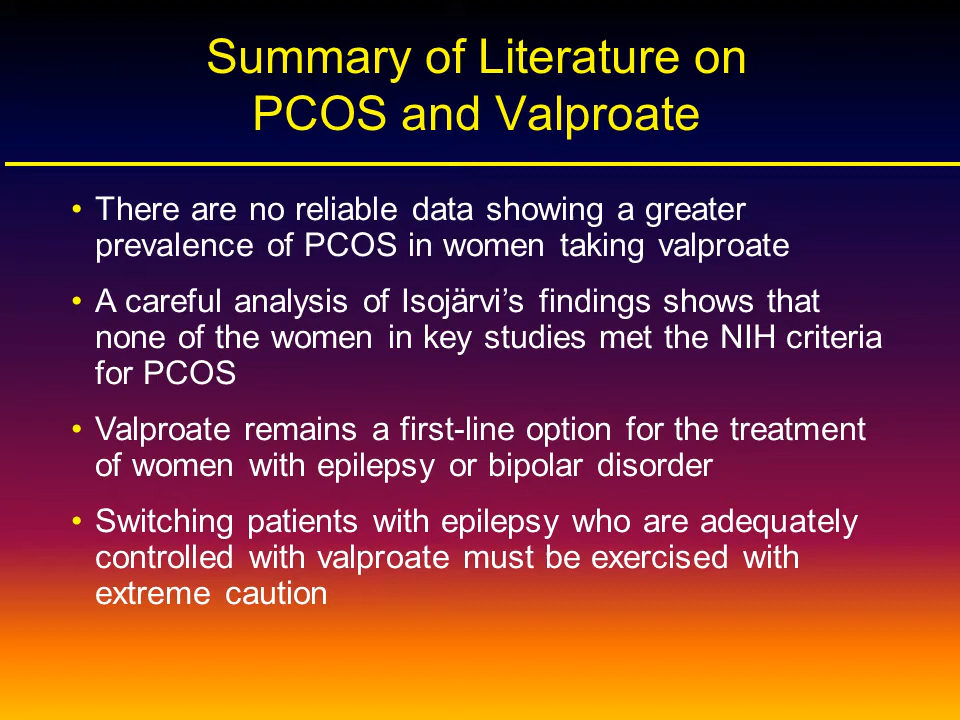 Summary of Literature on
PCOS and Valproate
• There are no reliable data showing a greater
prevalence of PCOS in women taking valproate
• A careful analysis of Isojärvi’s findings shows that
none of the women in key studies met the NIH criteria
for PCOS
• Valproate remains a first-line option for the treatment
of women with epilepsy or bipolar disorder
• Switching patients with epilepsy who are adequately
controlled with valproate must be exercised with
extreme caution